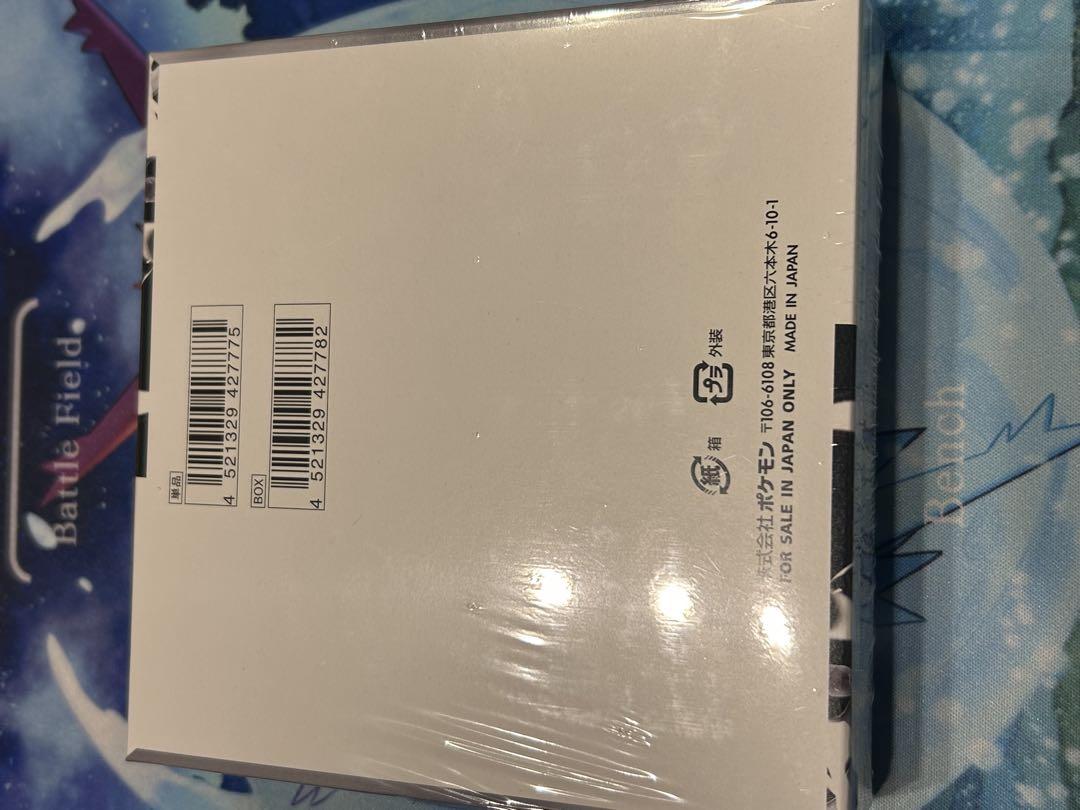 Battle Field.
単品
4 521329 427775
BOX
4 521329 427782
紙 箱 プラ 外装
株式会社 ポケモン 〒106-6108 東京都港区六本木6-10-1
FOR SALE IN JAPAN ONLY MADE IN JAPAN
Bench